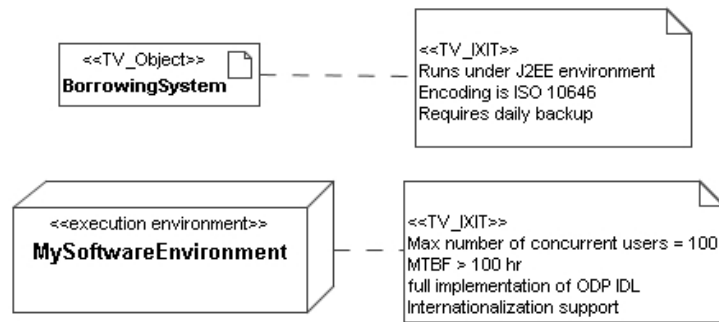 <<TV_Object>>
BorrowingSystem
<<TV_IXIT>>
Runs under J2EE environment
Encoding is ISO 10646
Requires daily backup
<<execution environment>>
MySoftwareEnvironment
<<TV_IXIT>>
Max number of concurrent users = 100
MTBF > 100 hr
full implementation of ODP IDL
Internationalization support